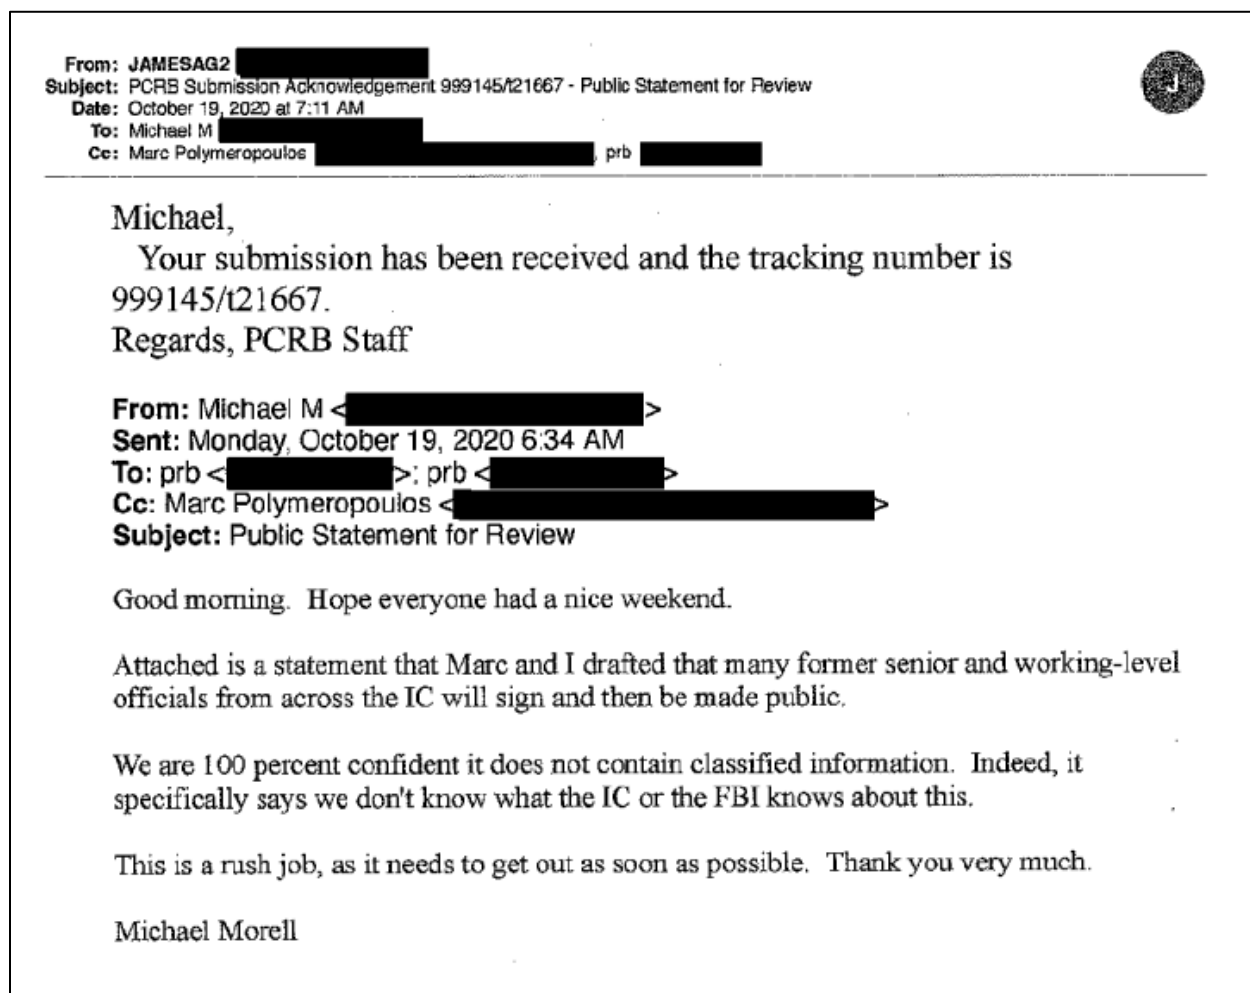 From: JAMESAG2
Subject: PCRB Submission Acknowledgement 999145/t21667 - Public Statement for Review
Date: October 19, 2020 at 7:11 AM
To: Michael M
Cc: Marc Polymeropoulos , prb
J
Michael,
Your submission has been received and the tracking number is
999145/t21667.
Regards, PCRB Staff
From: Michael M < >
Sent: Monday, October 19, 2020 6:34 AM
To: prb < >; prb < >
Cc: Marc Polymeropoulos < >
Subject: Public Statement for Review
Good morning. Hope everyone had a nice weekend.
Attached is a statement that Marc and I drafted that many former senior and working-level
officials from across the IC will sign and then be made public.
We are 100 percent confident it does not contain classified information. Indeed, it
specifically says we don't know what the IC or the FBI knows about this.
This is a rush job, as it needs to get out as soon as possible. Thank you very much.
Michael Morell